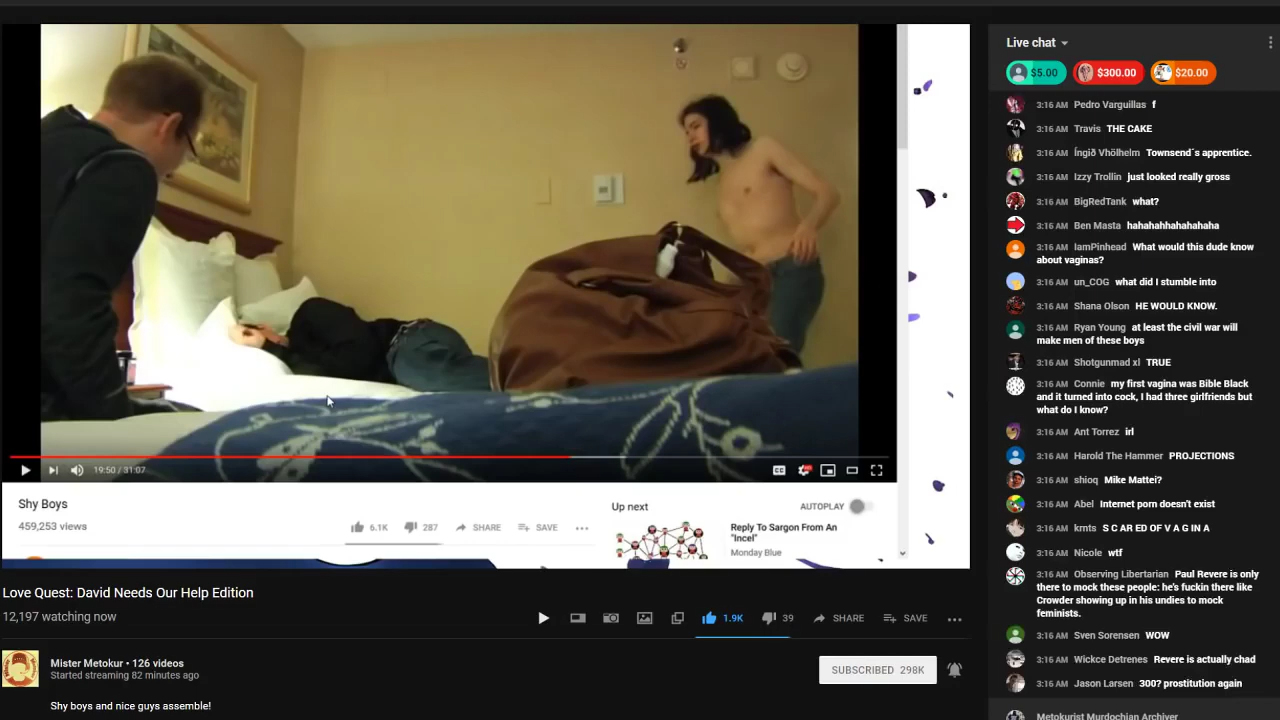 Live chat
$5.00 $300.00 $20.00
3:16 AM Pedro Varguillas f
3:16 AM Travis THE CAKE
3:16 AM Íngið Vhölhelm Townsend´s apprentice.
3:16 AM Izzy Trollin just looked really gross
3:16 AM BigRedTank what?
3:16 AM Ben Masta hahahahhahahahaha
3:16 AM IamPinhead What would this dude know
about vaginas?
3:16 AM un_COG what did I stumble into
3:16 AM Shana Olson HE WOULD KNOW.
3:16 AM Ryan Young at least the civil war will
make men of these boys
3:16 AM Shotgunmad xl TRUE
3:16 AM Connie my first vagina was Bible Black
and it turned into cock, I had three girlfriends but
what do I know?
3:16 AM Ant Torrez irl
3:16 AM Harold The Hammer PROJECTIONS
3:16 AM shioq Mike Mattei?
3:16 AM Abel Internet porn doesn't exist
3:16 AM krnts S C AR ED OF V A G IN A
3:16 AM Nicole wtf
3:16 AM Observing Libertarian Paul Revere is only
there to mock these people: he's fuckin there like
Crowder showing up in his undies to mock
feminists.
3:16 AM Sven Sorensen WOW
3:16 AM Wickce Detrenes Revere is actually chad
3:16 AM Jason Larsen 300? prostitution again
Metokurist Murdochian Archiver
19:50 / 31:07
CC
Shy Boys
459,253 views
6.1K 287 SHARE SAVE
Up next
AUTOPLAY
Reply To Sargon From An
"Incel"
Monday Blue
Love Quest: David Needs Our Help Edition
12,197 watching now
1.9K 39 SHARE SAVE
Mister Metokur • 126 videos
Started streaming 82 minutes ago
SUBSCRIBED 298K
Shy boys and nice guys assemble!